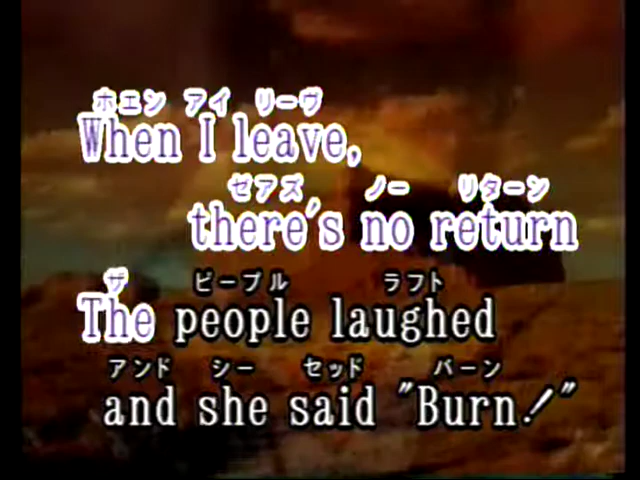 ホエン アイ リーヴ
When I leave,
ゼアズ ノー リターン
there's no return
ザ ピープル ラフト
The people laughed
アンド シー セッド バーン
and she said "Burn!"